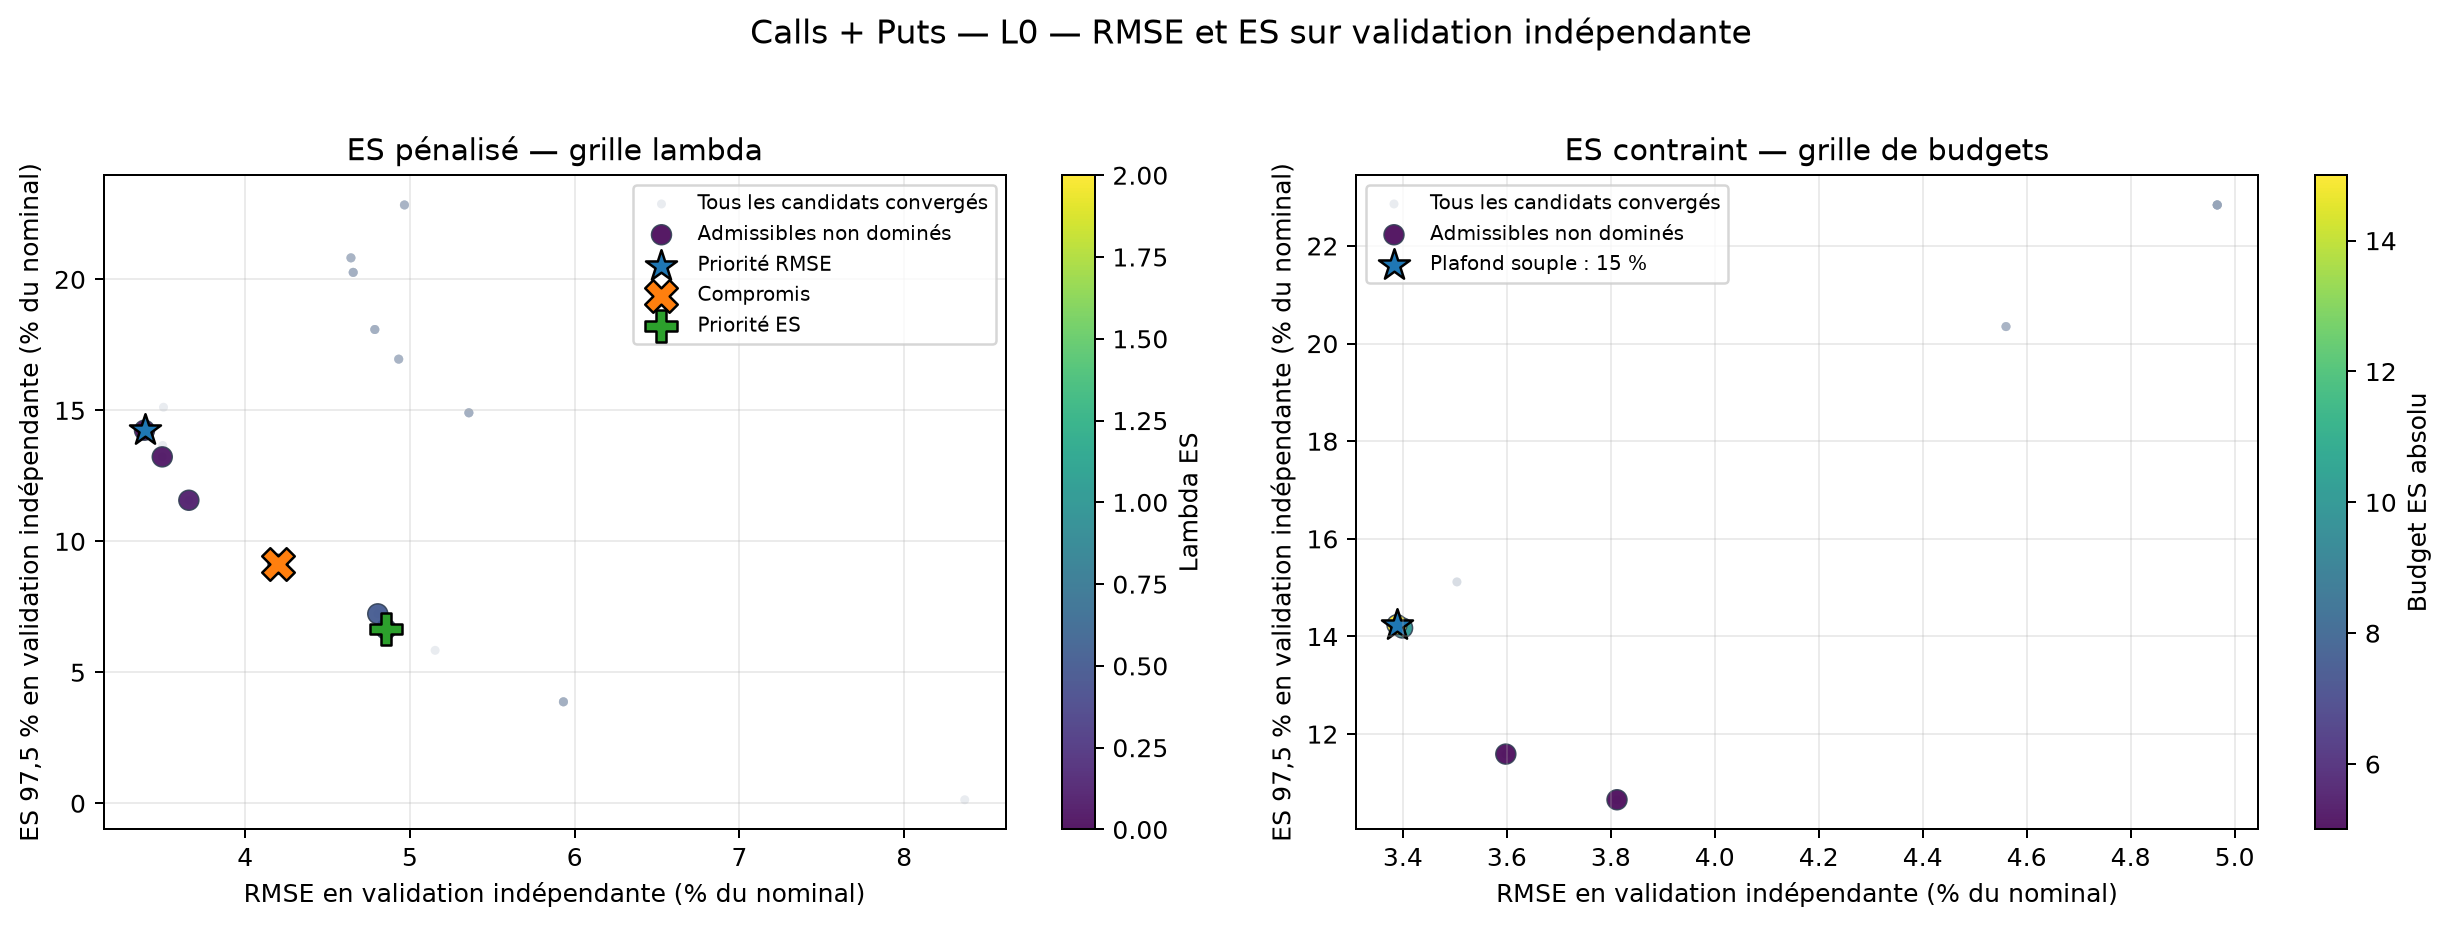 Calls + Puts — L0 — RMSE et ES sur validation indépendante
ES pénalisé — grille lambda
ES 97,5 % en validation indépendante (% du nominal)
20
15
10
5
0
Tous les candidats convergés
Admissibles non dominés
Priorité RMSE
Compromis
Priorité ES
4
5
6
7
8
RMSE en validation indépendante (% du nominal)
2.00
1.75
1.50
1.25
1.00
0.75
0.50
0.25
0.00
Lambda ES
ES contraint — grille de budgets
ES 97,5 % en validation indépendante (% du nominal)
22
20
18
16
14
12
Tous les candidats convergés
Admissibles non dominés
Plafond souple : 15 %
3.4
3.6
3.8
4.0
4.2
4.4
4.6
4.8
5.0
RMSE en validation indépendante (% du nominal)
14
12
10
8
6
Budget ES absolu